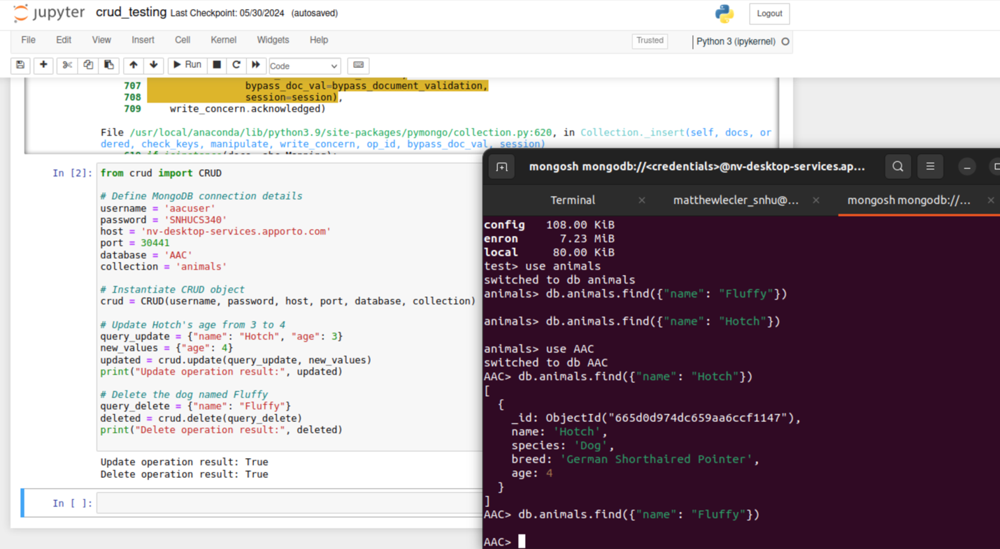 jupyter crud_testing Last Checkpoint: 05/30/2024 (autosaved)
Logout
File Edit View Insert Cell Kernel Widgets Help
Trusted
Python 3 (ipykernel)
Run
Code
707 bypass_doc_val=bypass_document_validation,
708 session=session),
709 write_concern.acknowledged)
File /usr/local/anaconda/lib/python3.9/site-packages/pymongo/collection.py:620, in Collection._insert(self, docs, or
dered, check_keys, manipulate, write_concern, op_id, bypass_doc_val, session)
In [2]:
from crud import CRUD
# Define MongoDB connection details
username = 'aacuser'
password = 'SNHUCS340'
host = 'nv-desktop-services.apporto.com'
port = 30441
database = 'AAC'
collection = 'animals'
# Instantiate CRUD object
crud = CRUD(username, password, host, port, database, collection)
# Update Hotch's age from 3 to 4
query_update = {"name": "Hotch", "age": 3}
new_values = {"age": 4}
updated = crud.update(query_update, new_values)
print("Update operation result:", updated)
# Delete the dog named Fluffy
query_delete = {"name": "Fluffy"}
deleted = crud.delete(query_delete)
print("Delete operation result:", deleted)
Update operation result: True
Delete operation result: True
In [ ]:
mongosh mongodb://<credentials>@nv-desktop-services.ap...
Terminal
matthewlecler_snhu@...
mongosh mongodb://...
config 108.00 KiB
enron 7.23 MiB
local 80.00 KiB
test> use animals
switched to db animals
animals> db.animals.find({"name": "Fluffy"})
animals> db.animals.find({"name": "Hotch"})
animals> use AAC
switched to db AAC
AAC> db.animals.find({"name": "Hotch"})
[
{
_id: ObjectId("665d0d974dc659aa6ccf1147"),
name: 'Hotch',
species: 'Dog',
breed: 'German Shorthaired Pointer',
age: 4
}
]
AAC> db.animals.find({"name": "Fluffy"})
AAC>